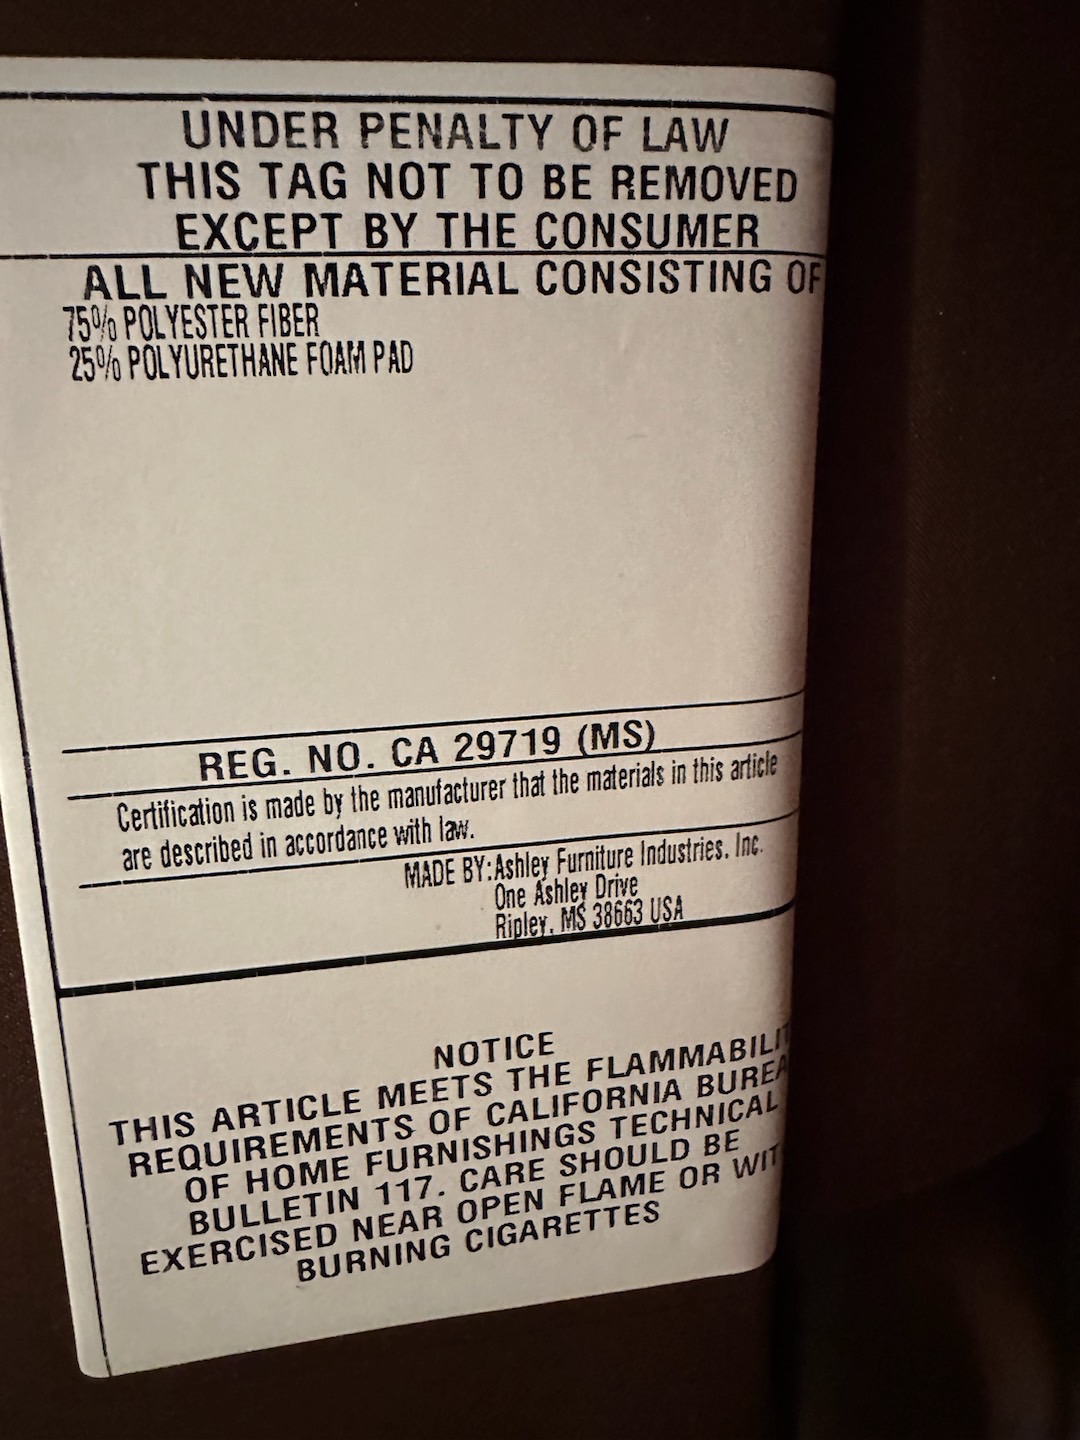 UNDER PENALTY OF LAW
THIS TAG NOT TO BE REMOVED
EXCEPT BY THE CONSUMER
ALL NEW MATERIAL CONSISTING OF
75% POLYESTER FIBER
25% POLYURETHANE FOAM PAD
REG. NO. CA 29719 (MS)
Certification is made by the manufacturer that the materials in this article
are described in accordance with law.
MADE BY:Ashley Furniture Industries, Inc.
One Ashley Drive
Ripley, MS 38663 USA
NOTICE
THIS ARTICLE MEETS THE
REQUIREMENTS OF CALIFORNIA
OF HOME FURNISHINGS TECHNICAL
BULLETIN 117. CARE SHOULD BE
EXERCISED NEAR OPEN FLAME OR
BURNING CIGARETTES